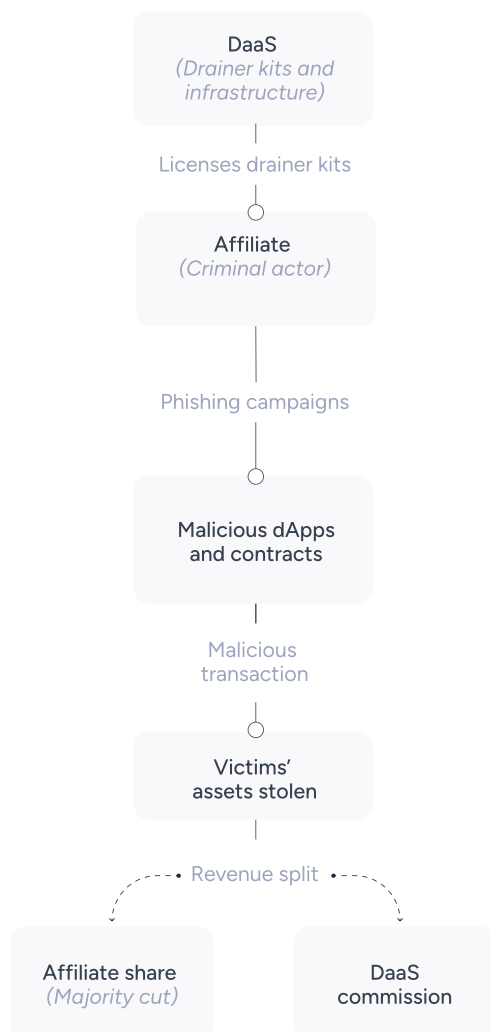 DaaS
(Drainer kits and
infrastructure)
Licenses drainer kits
Affiliate
(Criminal actor)
Phishing campaigns
Malicious dApps
and contracts
Malicious
transaction
Victims’
assets stolen
Revenue split
Affiliate share
(Majority cut)
DaaS
commission